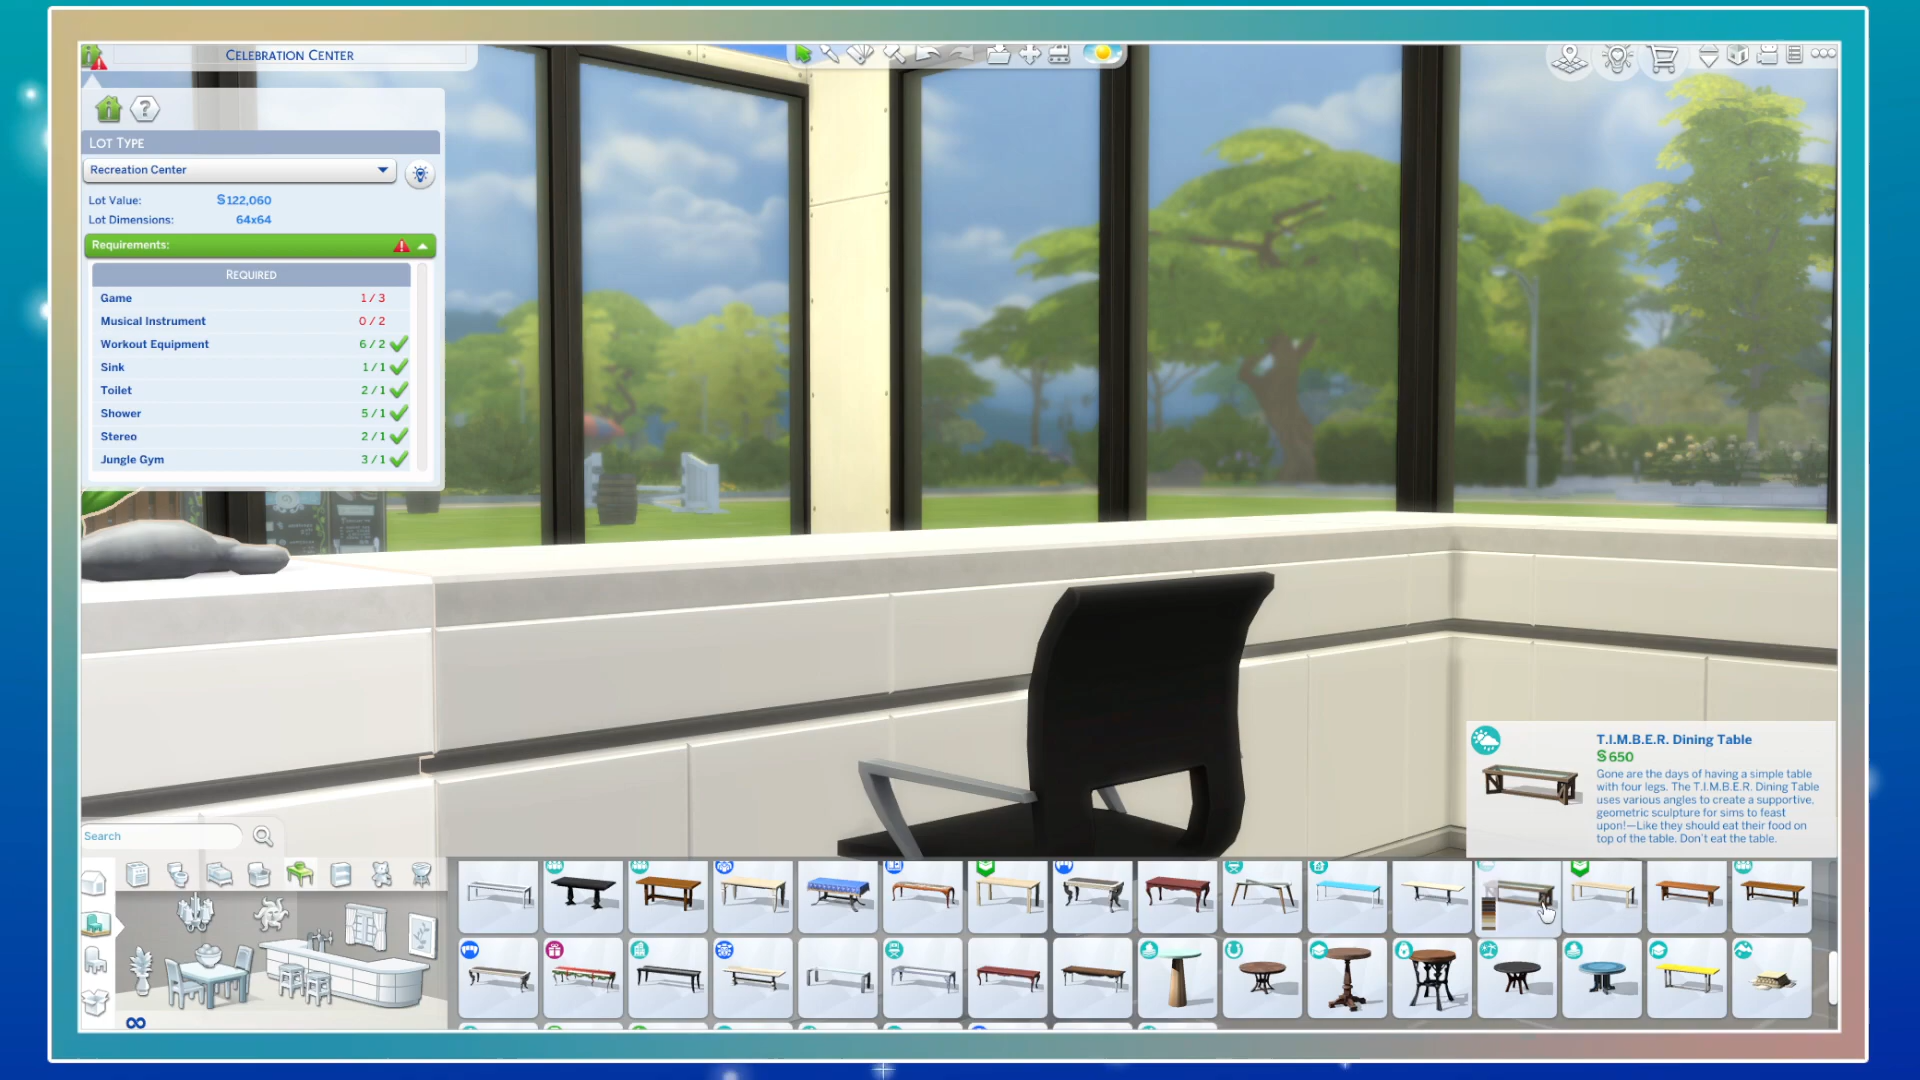 CELEBRATION CENTER
LOT TYPE
Recreation Center
Lot Value: §122,060
Lot Dimensions: 64x64
Requirements:
REQUIRED
Game 1 / 3
Musical Instrument 0 / 2
Workout Equipment 6 / 2
Sink 1 / 1
Toilet 2 / 1
Shower 5 / 1
Stereo 2 / 1
Jungle Gym 3 / 1
T.I.M.B.E.R. Dining Table
§650
Gone are the days of having a simple table
with four legs. The T.I.M.B.E.R. Dining Table
uses various angles to create a supportive,
geometric sculpture for sims to feast
upon!—Like they should eat their food on
top of the table. Don't eat the table.
Search